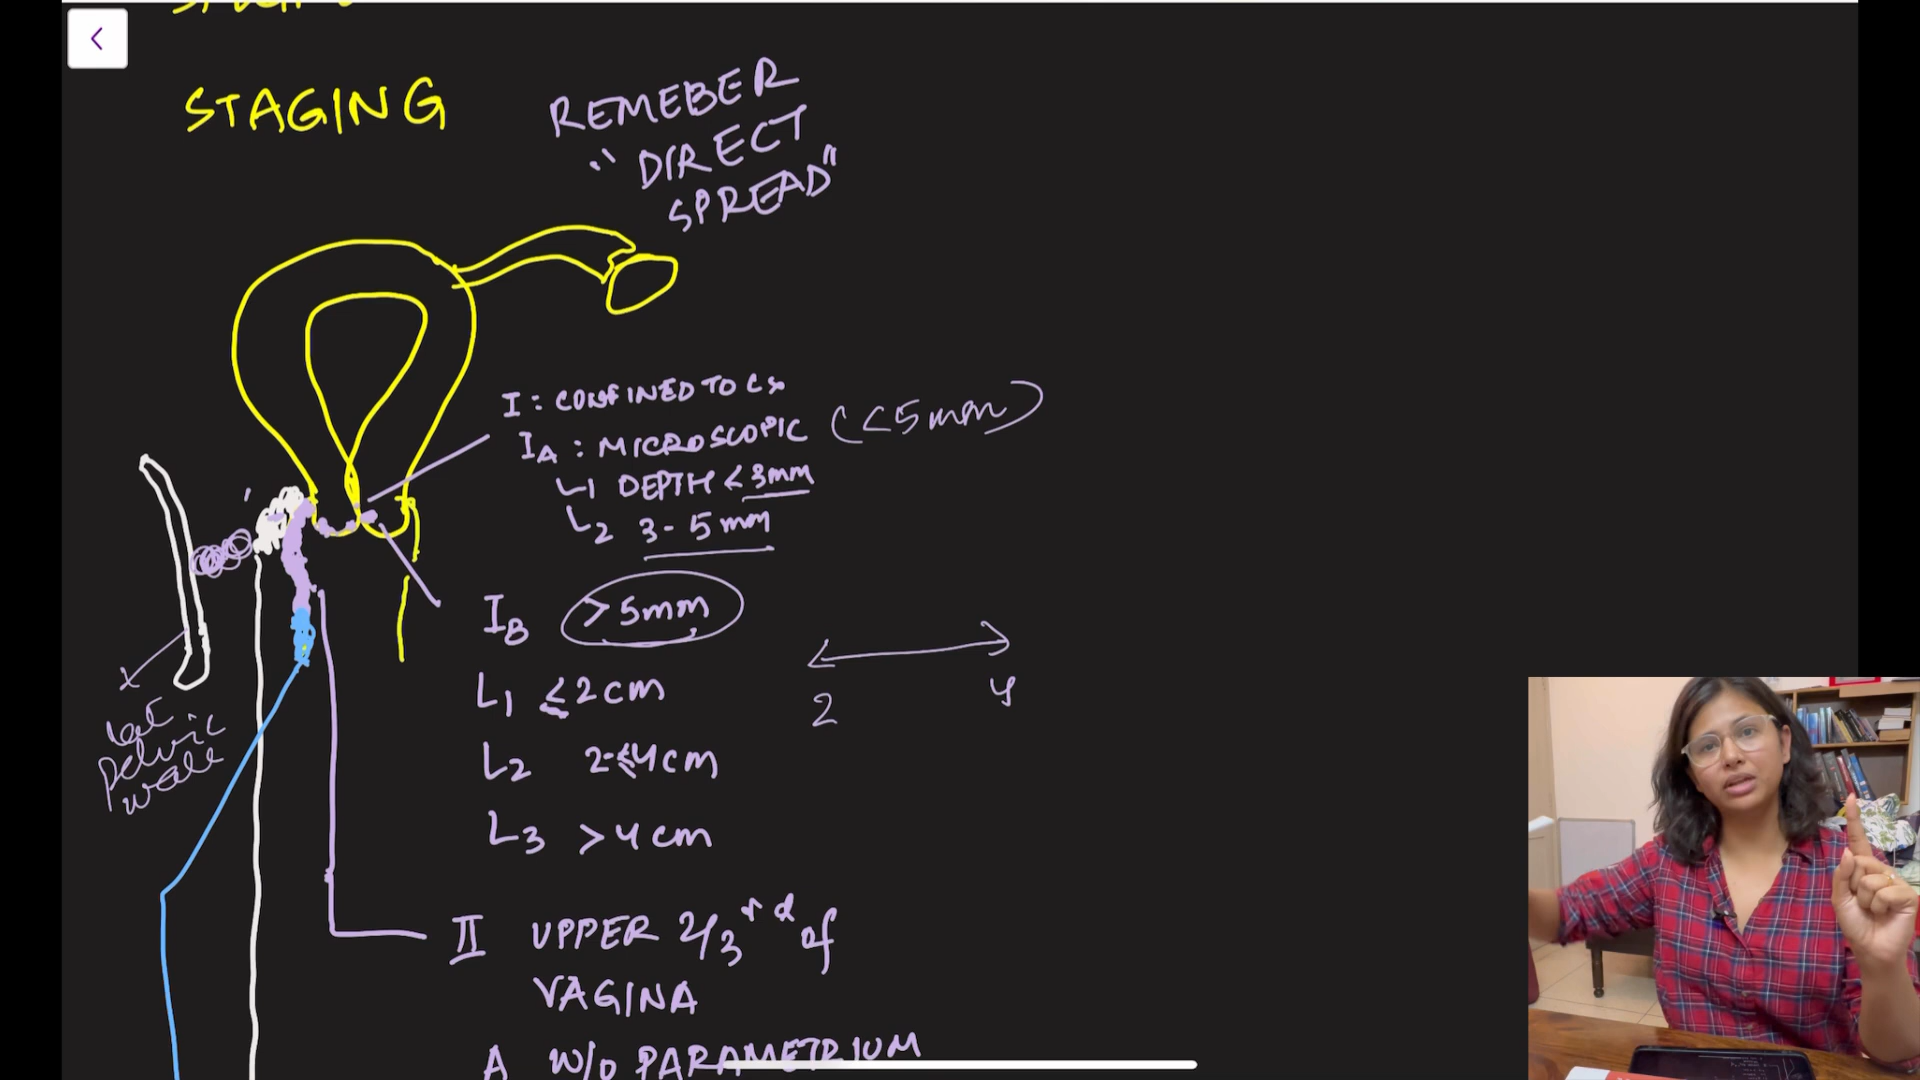 STAGING
REMEBER
"DIRECT
SPREAD"
I : CONFINED TO Cx
IA : MICROSCOPIC (<5mm)
L1 DEPTH < 3mm
L2 3 - 5mm
IB >5mm
L1 ≤2cm
L2 2-≤4cm
L3 >4cm
2 4
lat
pelvic
wall
II UPPER 2/3rd of
VAGINA
A W/O PARAMETRIUM